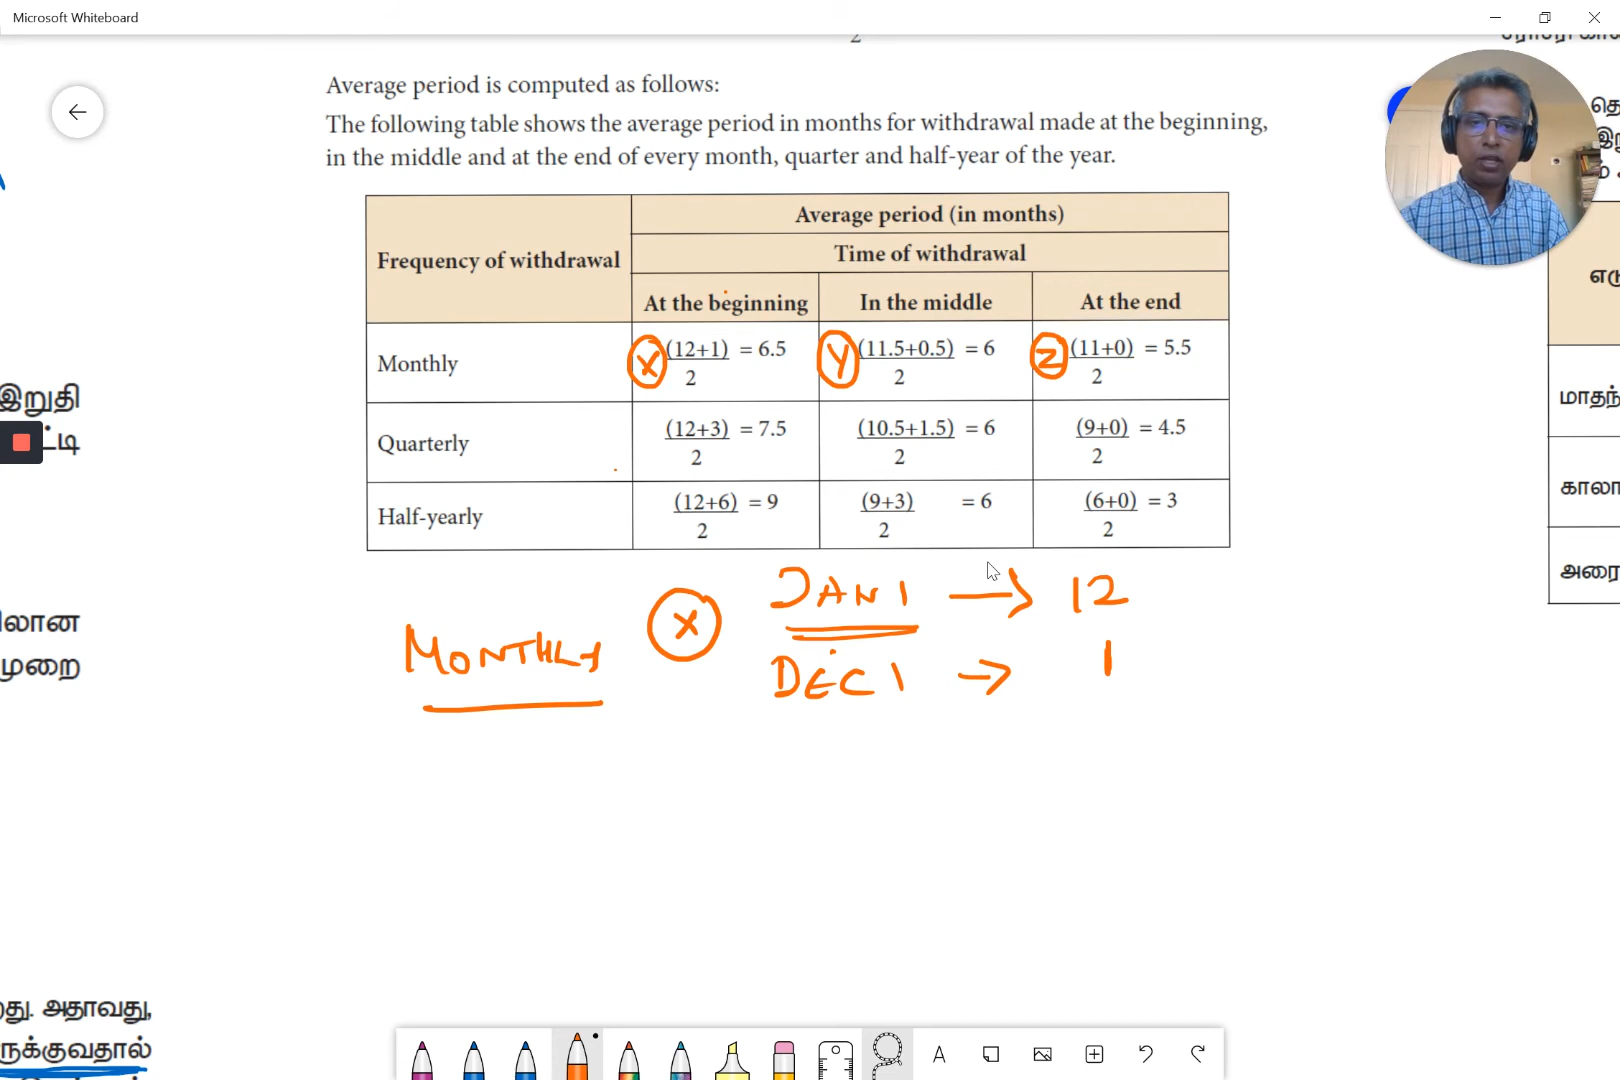 Microsoft Whiteboard
2
Average period is computed as follows:
The following table shows the average period in months for withdrawal made at the beginning,
in the middle and at the end of every month, quarter and half-year of the year.
Frequency of withdrawal
Average period (in months)
Time of withdrawal
At the beginning In the middle At the end
Monthly X (12+1)/2 = 6.5 Y (11.5+0.5)/2 = 6 Z (11+0)/2 = 5.5
Quarterly (12+3)/2 = 7.5 (10.5+1.5)/2 = 6 (9+0)/2 = 4.5
Half-yearly (12+6)/2 = 9 (9+3)/2 = 6 (6+0)/2 = 3
MONTHLY X JAN 1 → 12
DEC 1 → 1
இறுதி
ட்டி
முறை
அதாவது,
A